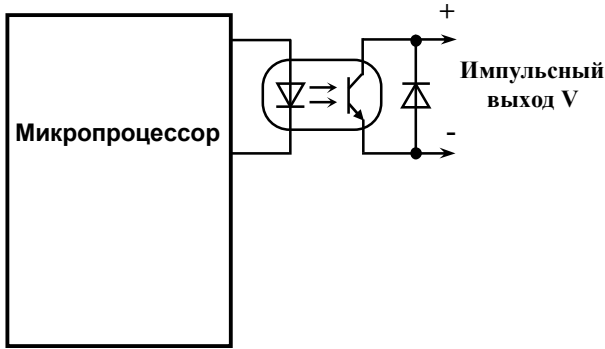 +
Импульсный
выход V
Микропроцессор
-